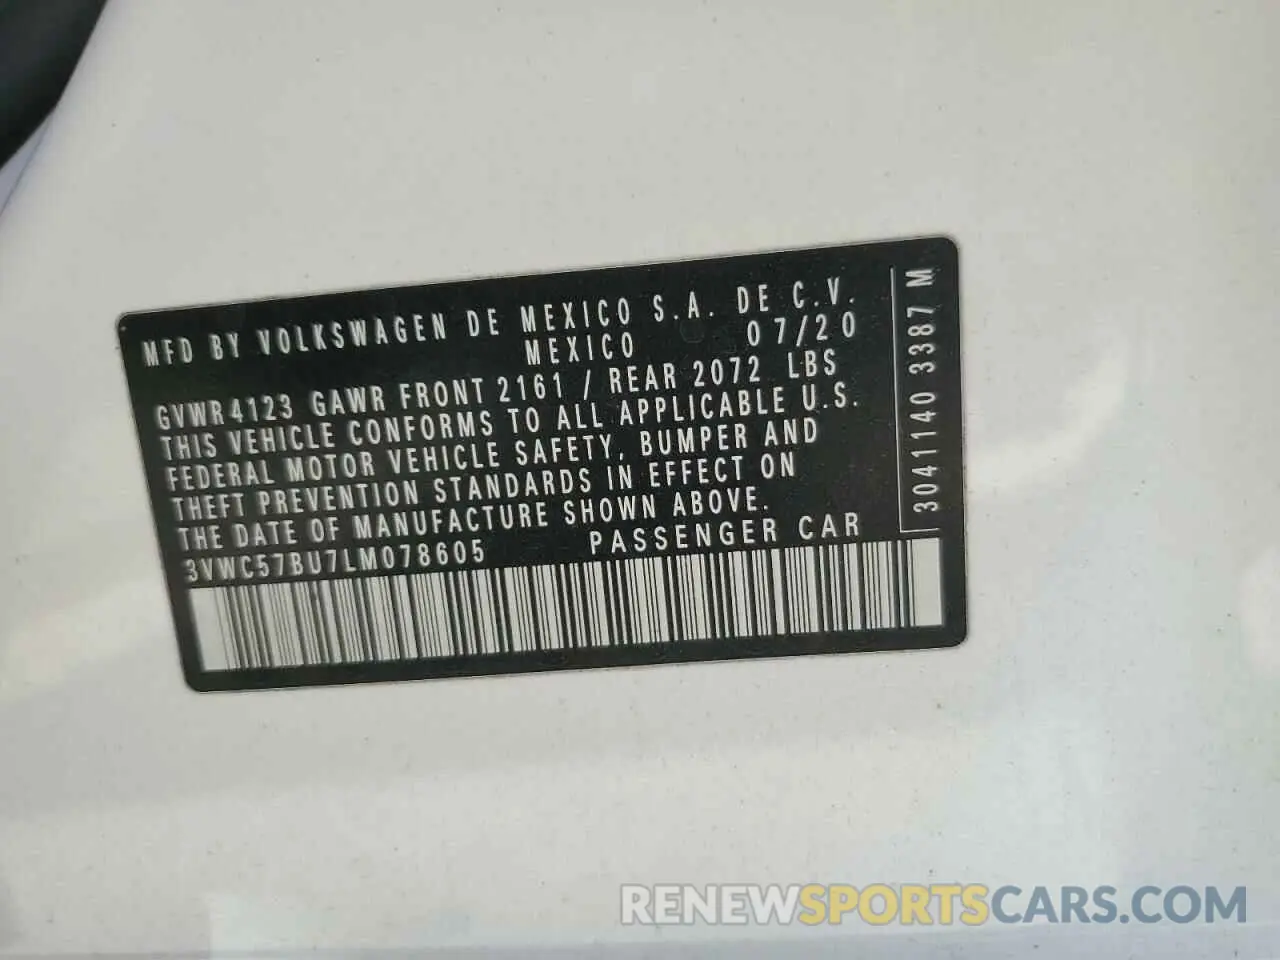 MFD BY VOLKSWAGEN DE MEXICO S.A. DE C.V.
MEXICO 07/20
GVWR 4123 GAWR FRONT 2161 / REAR 2072 LBS
THIS VEHICLE CONFORMS TO ALL APPLICABLE U.S.
FEDERAL MOTOR VEHICLE SAFETY, BUMPER AND
THEFT PREVENTION STANDARDS IN EFFECT ON
THE DATE OF MANUFACTURE SHOWN ABOVE.
3VWC57BU7LM078605 PASSENGER CAR
3041140 3387 M
RENEWSPORTSCARS.COM